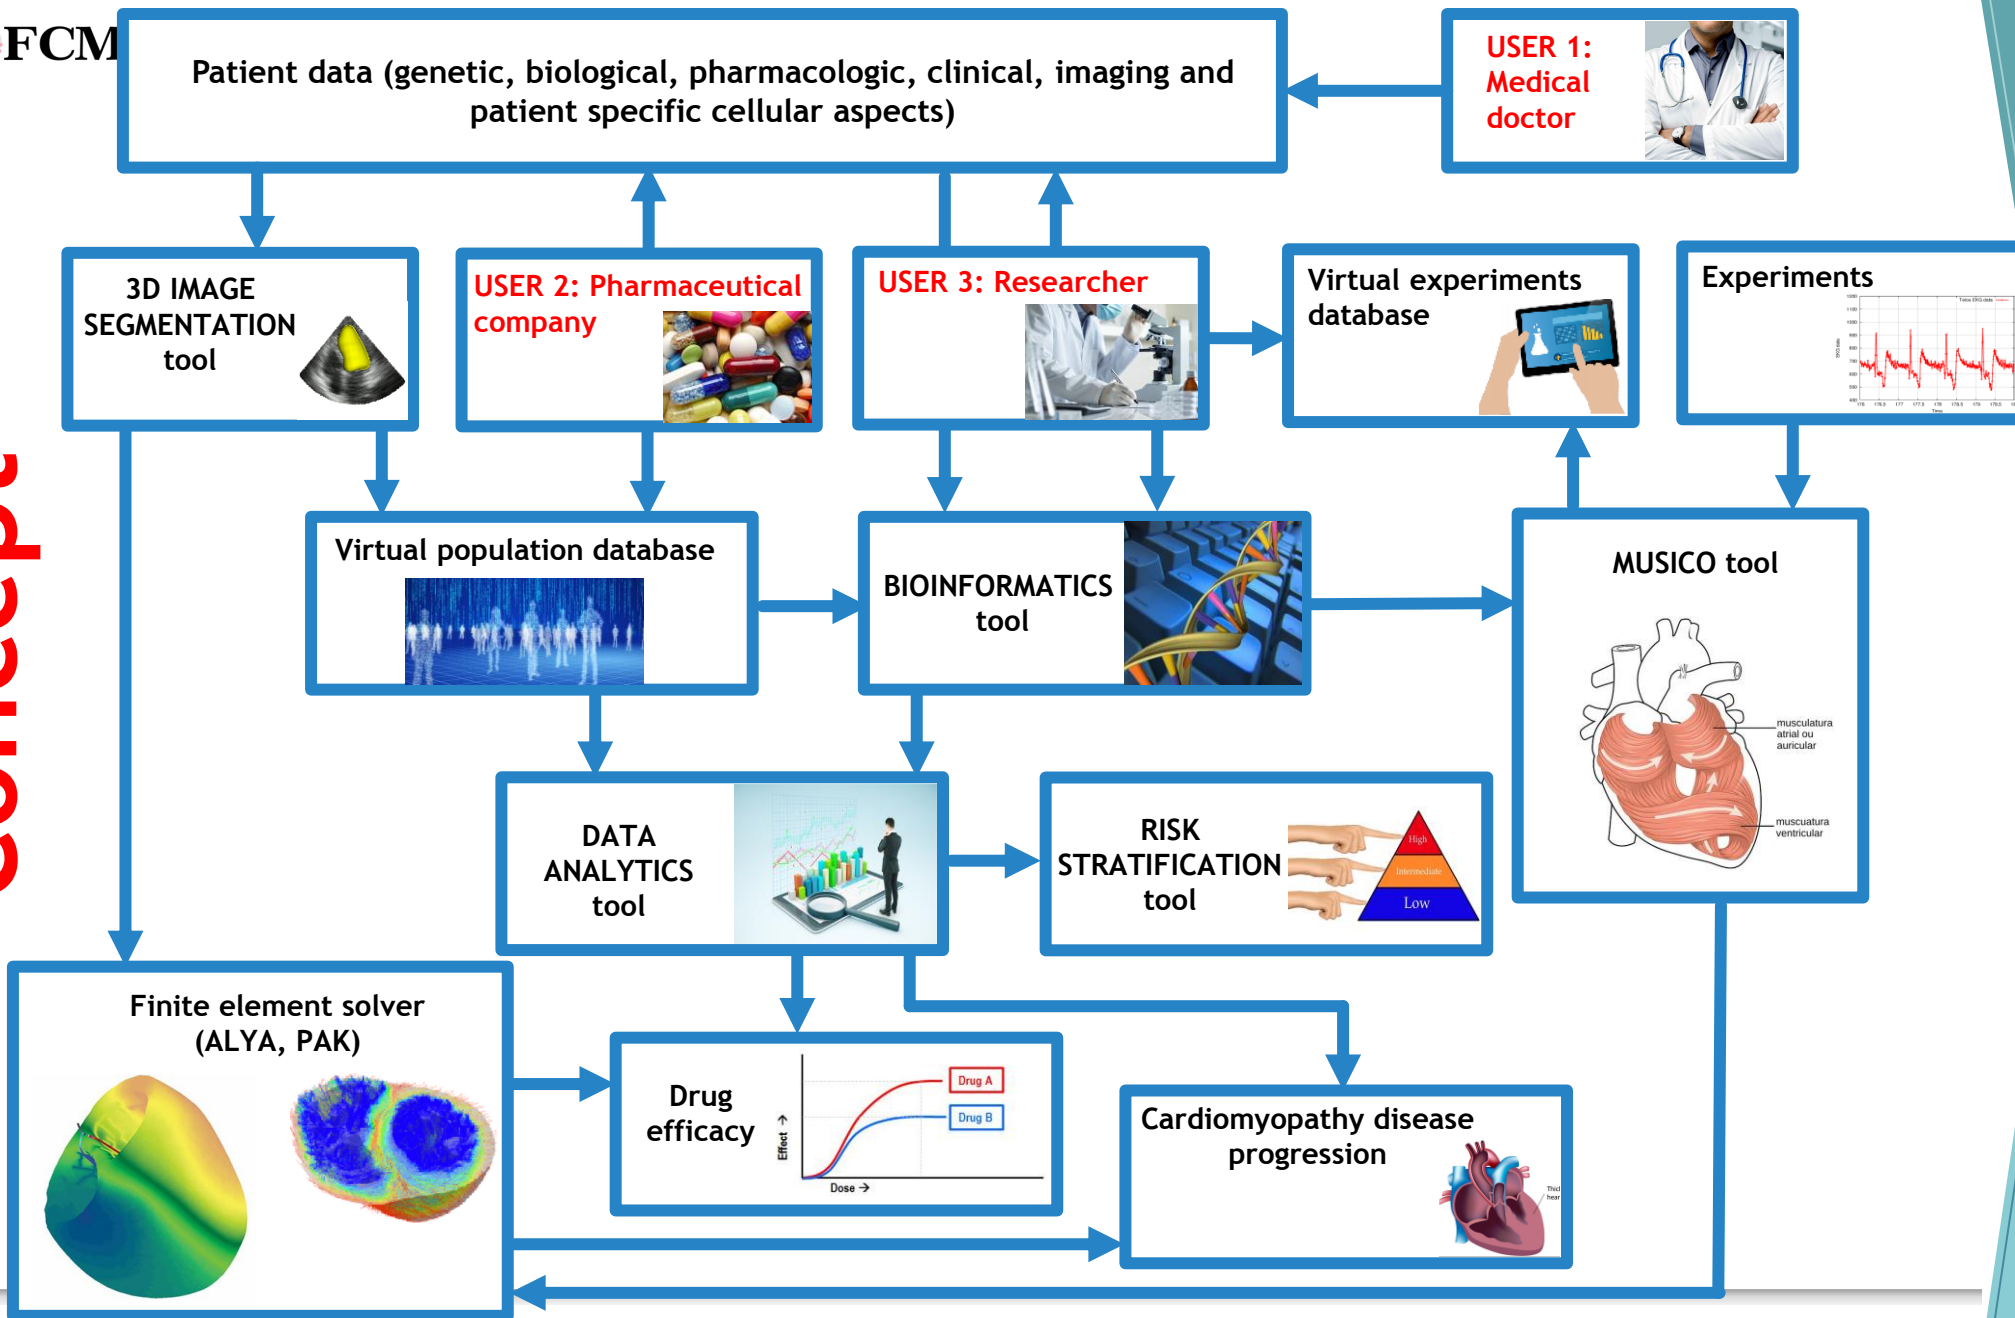 FCM
Patient data (genetic, biological, pharmacologic, clinical, imaging and
patient specific cellular aspects)
USER 1:
Medical
doctor
3D IMAGE
SEGMENTATION
tool
USER 2: Pharmaceutical
company
USER 3: Researcher
Virtual experiments
database
Experiments
Virtual population database
BIOINFORMATICS
tool
MUSICO tool
musculatura
atrial ou
auricular
muscuatura
ventricular
DATA
ANALYTICS
tool
RISK
STRATIFICATION
tool
High
Intermediate
Low
Finite element solver
(ALYA, PAK)
Drug
efficacy
Effect →
Drug A
Drug B
Dose →
Cardiomyopathy disease
progression